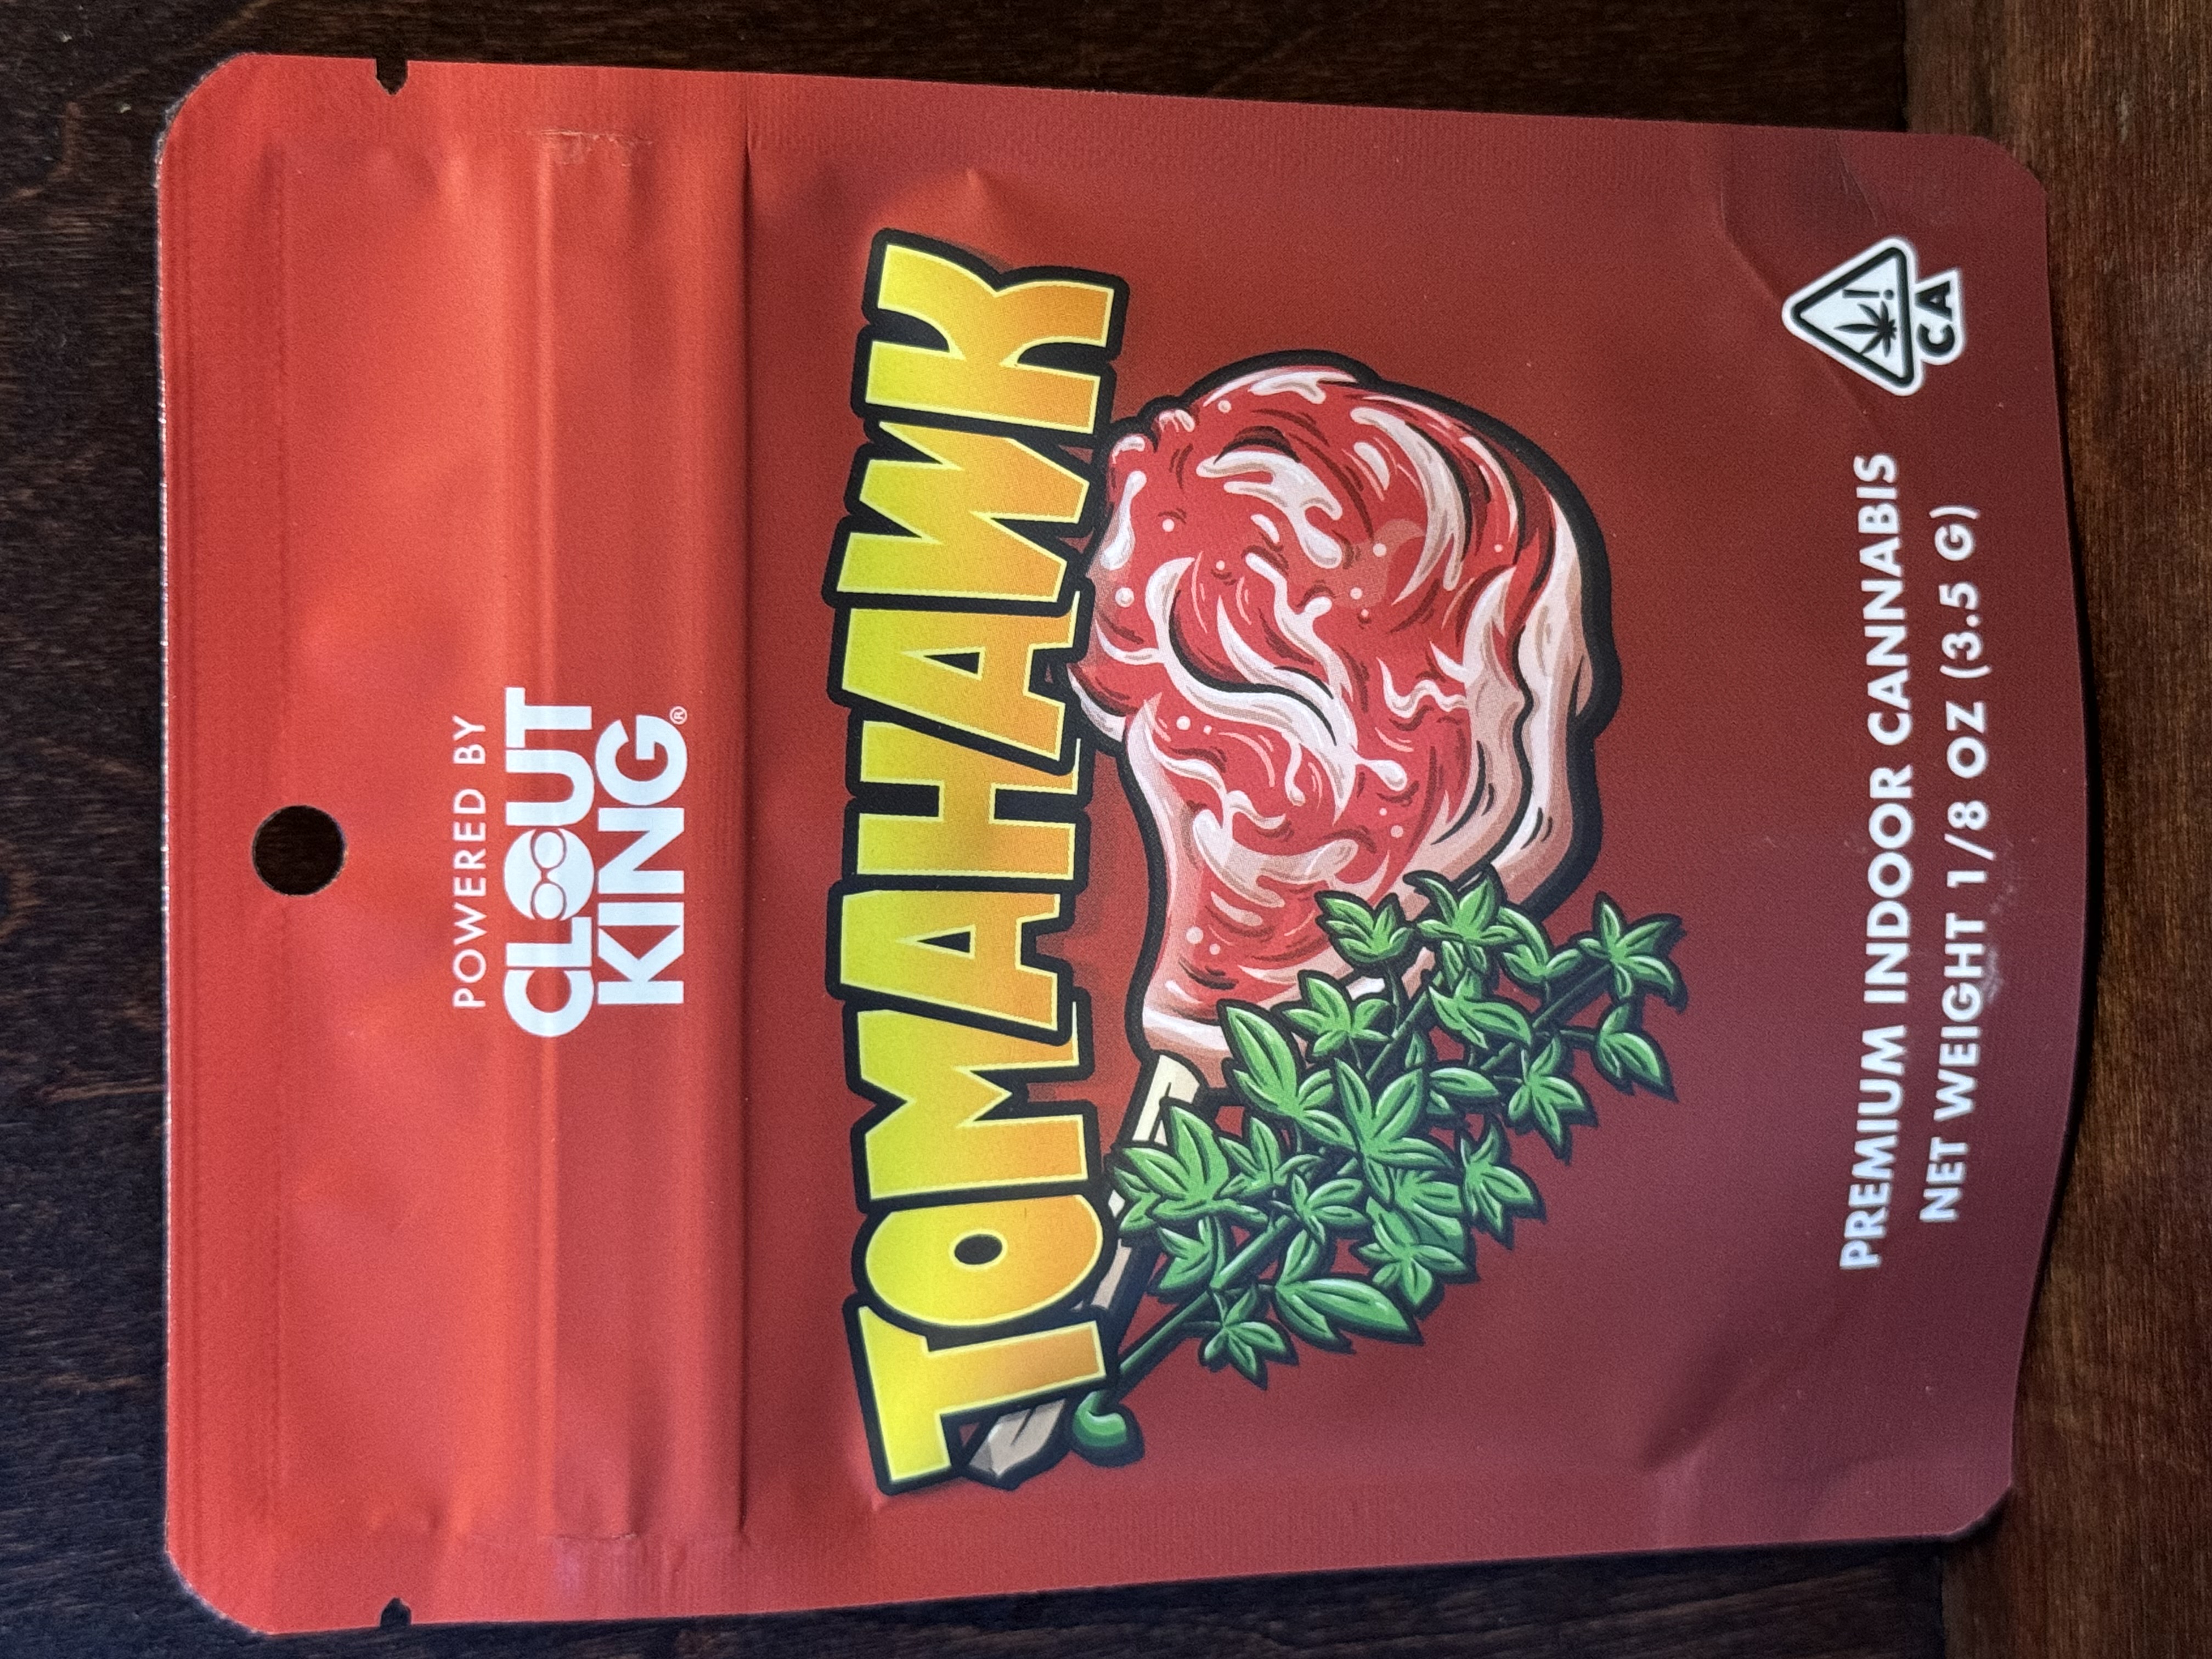 POWERED BY
CLOUT
KING®
TOMAHAWK
!
CA
PREMIUM INDOOR CANNABIS
NET WEIGHT 1/8 OZ (3.5 G)